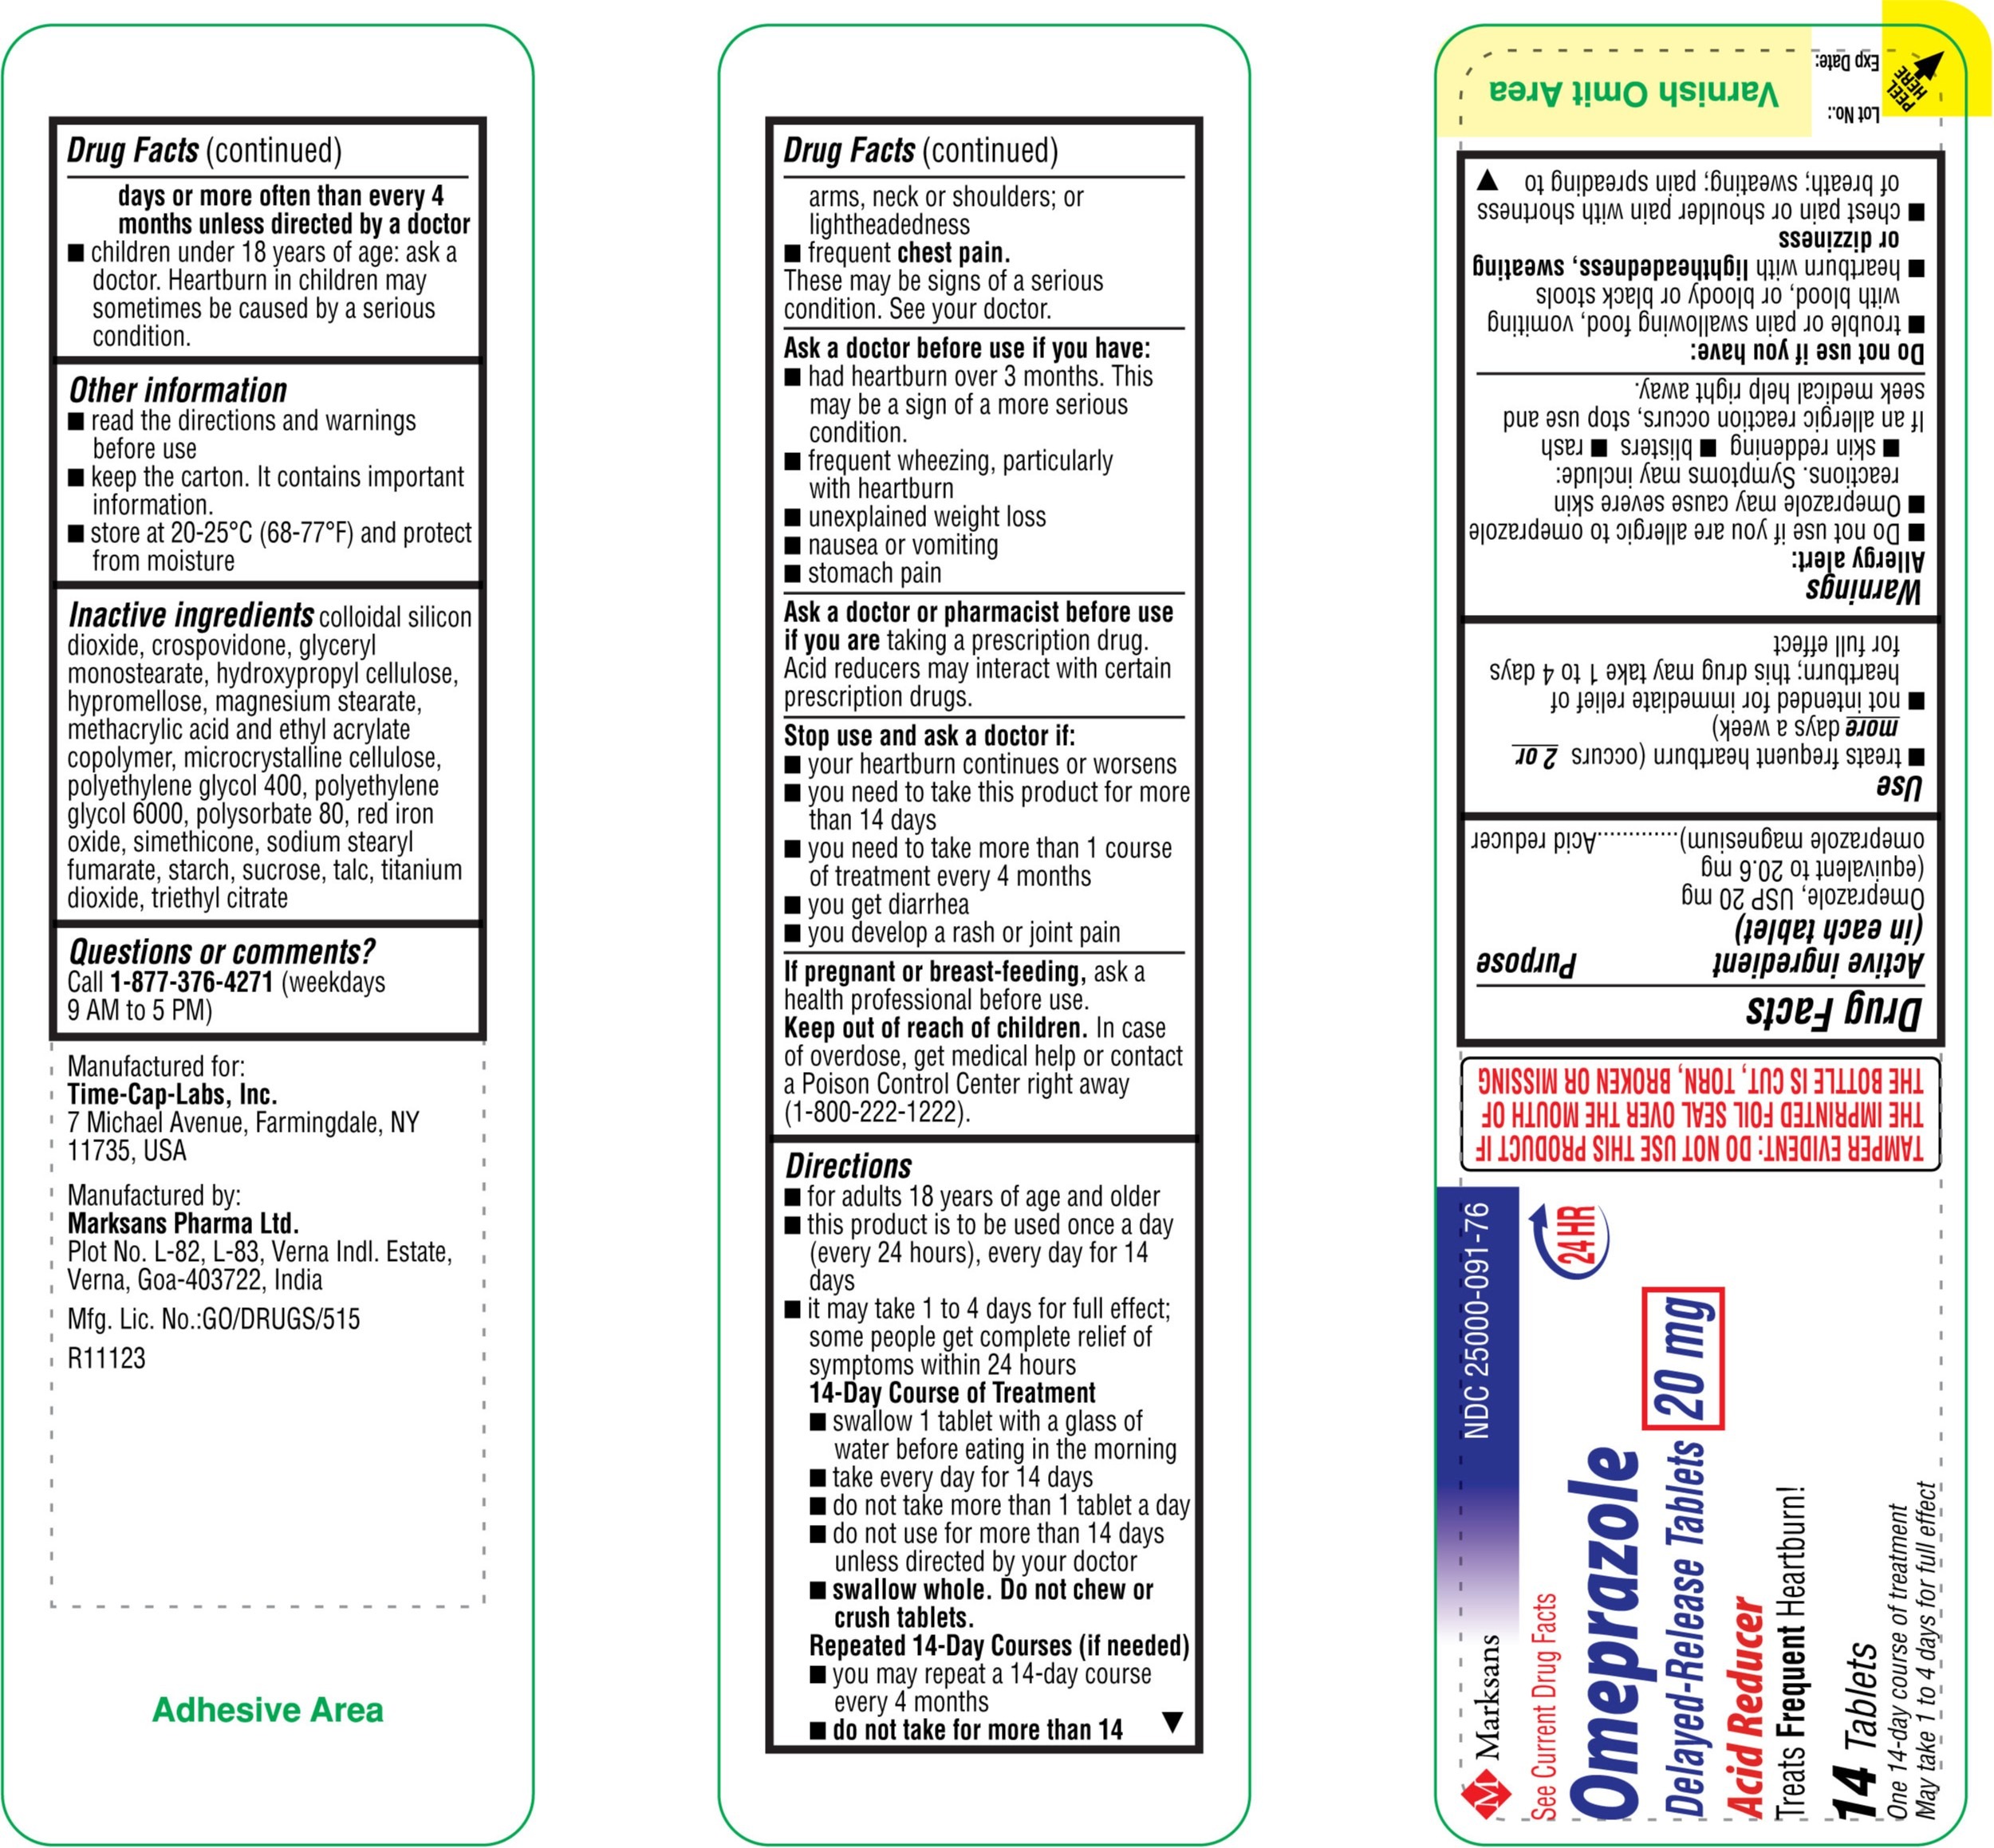 Drug Facts (continued)
days or more often than every 4
months unless directed by a doctor
■ children under 18 years of age: ask a
doctor. Heartburn in children may
sometimes be caused by a serious
condition.
Other information
■ read the directions and warnings
before use
■ keep the carton. It contains important
information.
■ store at 20-25°C (68-77°F) and protect
from moisture
Inactive ingredients colloidal silicon
dioxide, crospovidone, glyceryl
monostearate, hydroxypropyl cellulose,
hypromellose, magnesium stearate,
methacrylic acid and ethyl acrylate
copolymer, microcrystalline cellulose,
polyethylene glycol 400, polyethylene
glycol 6000, polysorbate 80, red iron
oxide, simethicone, sodium stearyl
fumarate, starch, sucrose, talc, titanium
dioxide, triethyl citrate
Questions or comments?
Call 1-877-376-4271 (weekdays
9 AM to 5 PM)
Manufactured for:
Time-Cap-Labs, Inc.
7 Michael Avenue, Farmingdale, NY
11735, USA
Manufactured by:
Marksans Pharma Ltd.
Plot No. L-82, L-83, Verna Indl. Estate,
Verna, Goa-403722, India
Mfg. Lic. No.:GO/DRUGS/515
R11123
Adhesive Area
Drug Facts (continued)
arms, neck or shoulders; or
lightheadedness
■ frequent chest pain.
These may be signs of a serious
condition. See your doctor.
Ask a doctor before use if you have:
■ had heartburn over 3 months. This
may be a sign of a more serious
condition.
■ frequent wheezing, particularly
with heartburn
■ unexplained weight loss
■ nausea or vomiting
■ stomach pain
Ask a doctor or pharmacist before use
if you are taking a prescription drug.
Acid reducers may interact with certain
prescription drugs.
Stop use and ask a doctor if:
■ your heartburn continues or worsens
■ you need to take this product for more
than 14 days
■ you need to take more than 1 course
of treatment every 4 months
■ you get diarrhea
■ you develop a rash or joint pain
If pregnant or breast-feeding, ask a
health professional before use.
Keep out of reach of children. In case
of overdose, get medical help or contact
a Poison Control Center right away
(1-800-222-1222).
Directions
■ for adults 18 years of age and older
■ this product is to be used once a day
(every 24 hours), every day for 14
days
■ it may take 1 to 4 days for full effect;
some people get complete relief of
symptoms within 24 hours
14-Day Course of Treatment
■ swallow 1 tablet with a glass of
water before eating in the morning
■ take every day for 14 days
■ do not take more than 1 tablet a day
■ do not use for more than 14 days
unless directed by your doctor
■ swallow whole. Do not chew or
crush tablets.
Repeated 14-Day Courses (if needed)
■ you may repeat a 14-day course
every 4 months
■ do not take for more than 14 ▼
Marksans
NDC 25000-091-76
See Current Drug Facts
24HR
Omeprazole
Delayed-Release Tablets 20 mg
Acid Reducer
Treats Frequent Heartburn!
14 Tablets
One 14-day course of treatment
May take 1 to 4 days for full effect
TAMPER EVIDENT: DO NOT USE THIS PRODUCT IF
THE IMPRINTED FOIL SEAL OVER THE MOUTH OF
THE BOTTLE IS CUT, TORN, BROKEN OR MISSING
Drug Facts
Active ingredient Purpose
(in each tablet)
Omeprazole, USP 20 mg
(equivalent to 20.6 mg
omeprazole magnesium).............Acid reducer
Use
■ treats frequent heartburn (occurs 2 or
more days a week)
■ not intended for immediate relief of
heartburn; this drug may take 1 to 4 days
for full effect
Warnings
Allergy alert:
■ Do not use if you are allergic to omeprazole
■ Omeprazole may cause severe skin
reactions. Symptoms may include:
■ skin reddening ■ blisters ■ rash
If an allergic reaction occurs, stop use and
seek medical help right away.
Do not use if you have:
■ trouble or pain swallowing food, vomiting
with blood, or bloody or black stools
■ heartburn with lightheadedness, sweating
or dizziness
■ chest pain or shoulder pain with shortness
of breath; sweating; pain spreading to ▼
Lot No.:
Exp Date:
Varnish Omit Area
PEEL
HERE